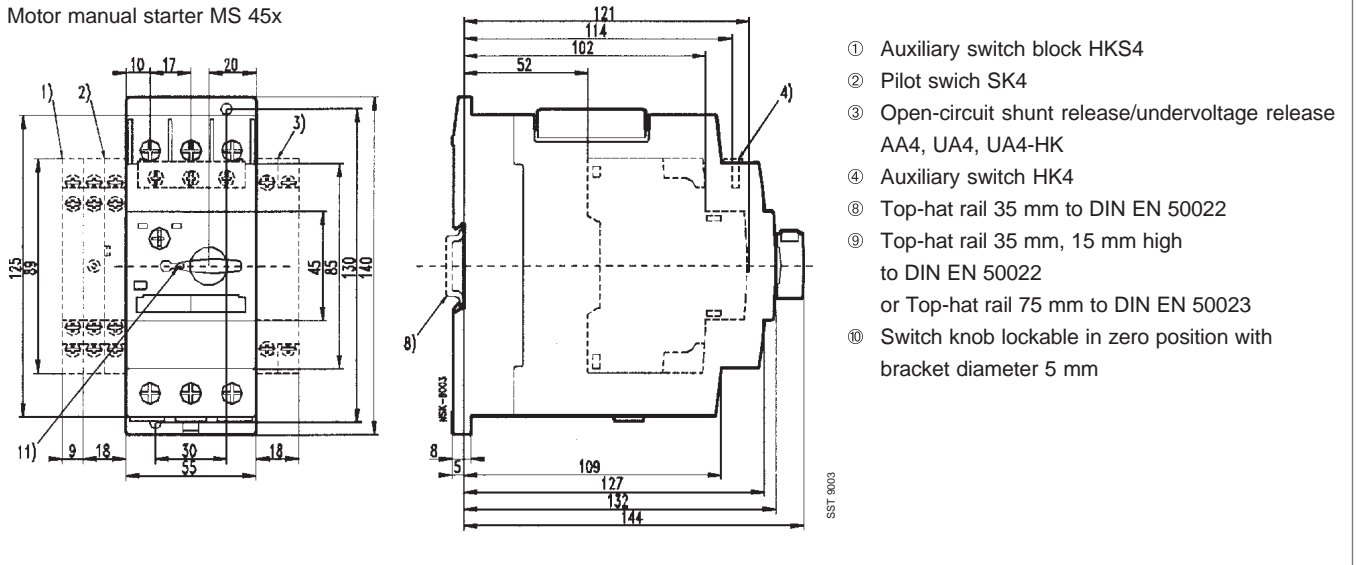 Motor manual starter MS 45x
10 17 20
1) 2) 3)
125 89 45 85 130 140
11) 9 18 30 18
55
121
114
102
52
4)
8)
NSK-8003
8
5 109
127
132
144
SST 9003
① Auxiliary switch block HKS4
② Pilot swich SK4
③ Open-circuit shunt release/undervoltage release
AA4, UA4, UA4-HK
④ Auxiliary switch HK4
⑧ Top-hat rail 35 mm to DIN EN 50022
⑨ Top-hat rail 35 mm, 15 mm high
to DIN EN 50022
or Top-hat rail 75 mm to DIN EN 50023
⑩ Switch knob lockable in zero position with
bracket diameter 5 mm